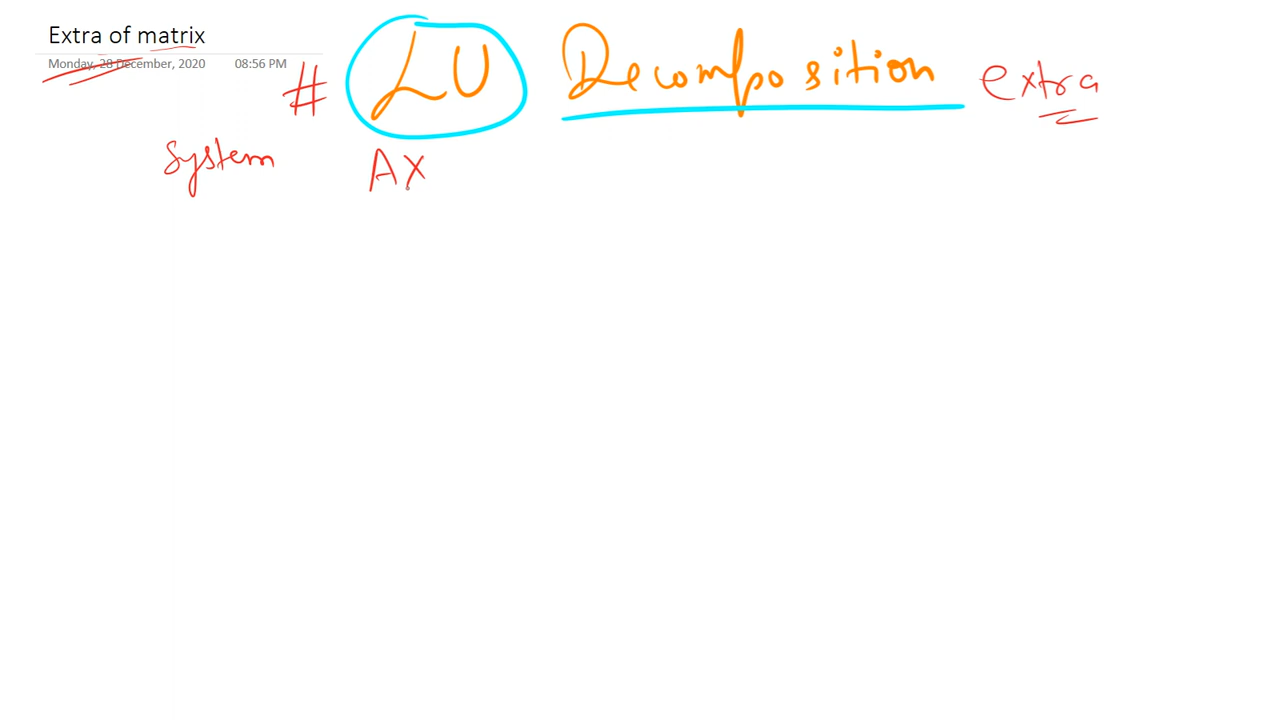 Extra of matrix
Monday, 28 December, 2020 08:56 PM
# LU Decomposition extra
System AX